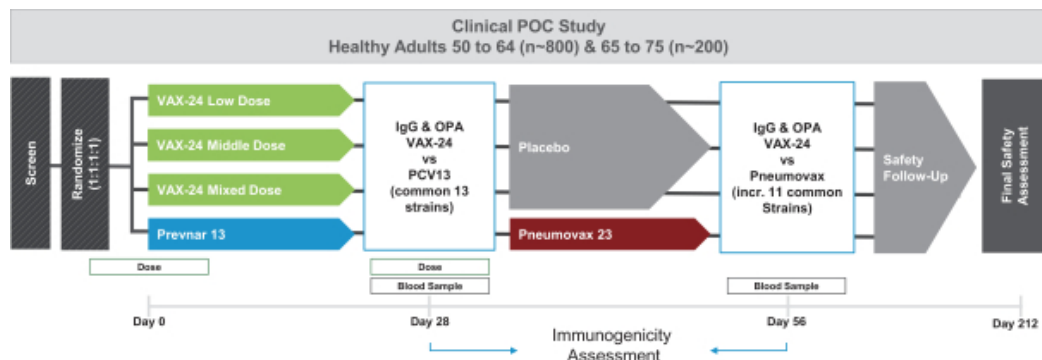 Clinical POC Study
Healthy Adults 50 to 64 (n~800) & 65 to 75 (n~200)
Screen
Randomize
(1:1:1:1)
VAX-24 Low Dose
VAX-24 Middle Dose
VAX-24 Mixed Dose
Prevnar 13
IgG & OPA
VAX-24
vs
PCV13
(common 13
strains)
Placebo
Pneumovax 23
IgG & OPA
VAX-24
vs
Pneumovax
(incr. 11 common
Strains)
Safety
Follow-Up
Final Safety
Assessment
Dose
Dose
Blood Sample
Blood Sample
Day 0
Day 28
Day 56
Day 212
Immunogenicity
Assessment